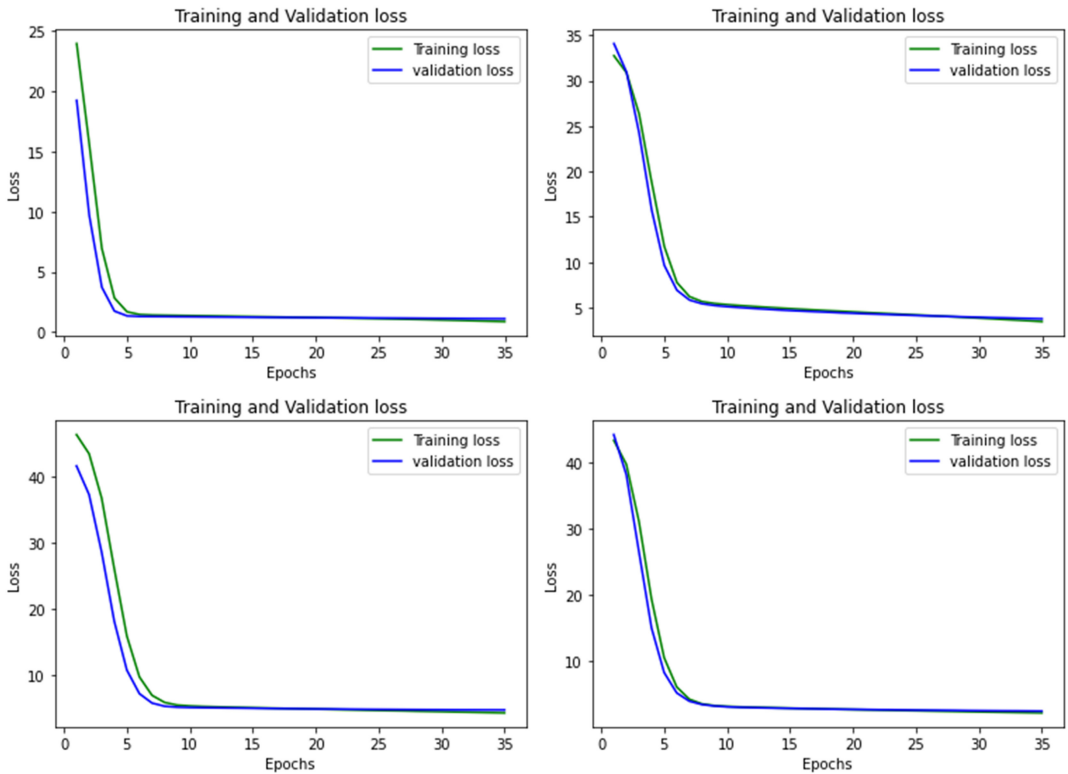 Training and Validation loss
25
20
15
10
5
0
Loss
Training loss
validation loss
0 5 10 15 20 25 30 35
Epochs
Training and Validation loss
35
30
25
20
15
10
5
Loss
Training loss
validation loss
0 5 10 15 20 25 30 35
Epochs
Training and Validation loss
40
30
20
10
Loss
Training loss
validation loss
0 5 10 15 20 25 30 35
Epochs
Training and Validation loss
40
30
20
10
Loss
Training loss
validation loss
0 5 10 15 20 25 30 35
Epochs